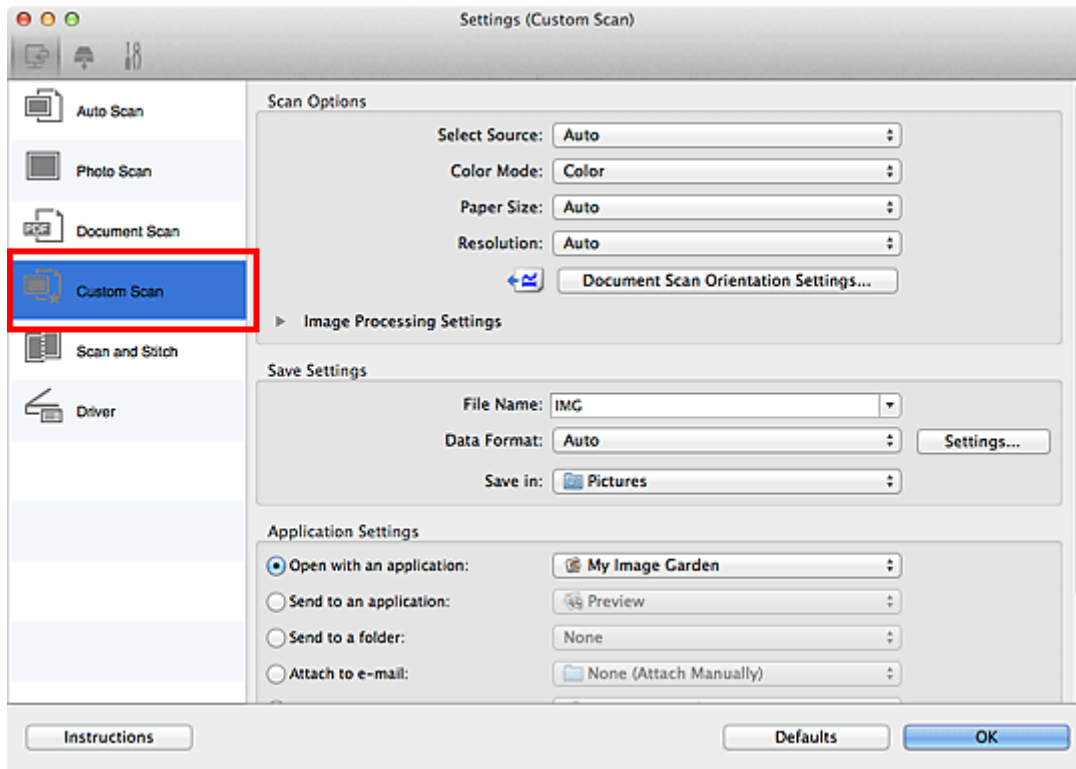 Settings (Custom Scan)
Auto Scan
Photo Scan
PDF
Document Scan
Custom Scan
Scan and Stitch
Driver
Scan Options
Select Source: Auto
Color Mode: Color
Paper Size: Auto
Resolution: Auto
Document Scan Orientation Settings...
Image Processing Settings
Save Settings
File Name: IMG
Data Format: Auto Settings...
Save in: Pictures
Application Settings
Open with an application: My Image Garden
Send to an application: Preview
Send to a folder: None
Attach to e-mail: None (Attach Manually)
Instructions Defaults OK